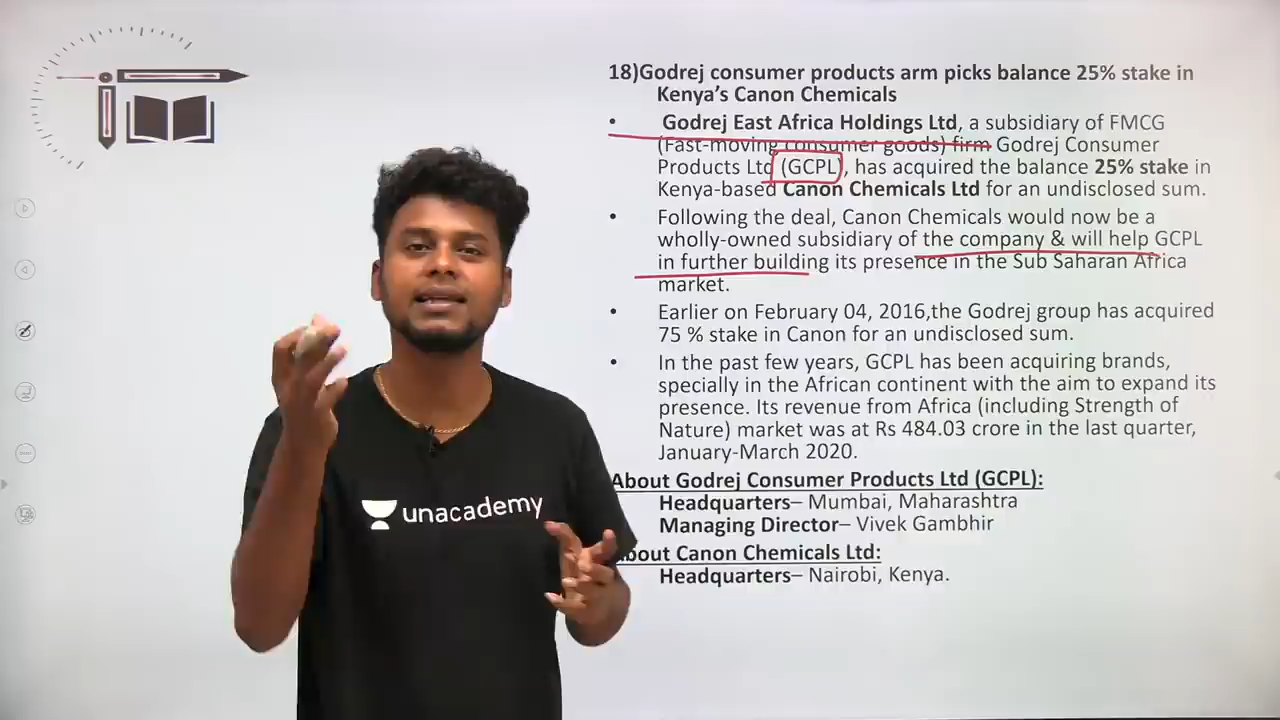 18)Godrej consumer products arm picks balance 25% stake in
Kenya's Canon Chemicals
• Godrej East Africa Holdings Ltd, a subsidiary of FMCG
(Fast-moving consumer goods) firm Godrej Consumer
Products Ltd (GCPL), has acquired the balance 25% stake in
Kenya-based Canon Chemicals Ltd for an undisclosed sum.
• Following the deal, Canon Chemicals would now be a
wholly-owned subsidiary of the company & will help GCPL
in further building its presence in the Sub Saharan Africa
market.
• Earlier on February 04, 2016,the Godrej group has acquired
75 % stake in Canon for an undisclosed sum.
• In the past few years, GCPL has been acquiring brands,
specially in the African continent with the aim to expand its
presence. Its revenue from Africa (including Strength of
Nature) market was at Rs 484.03 crore in the last quarter,
January-March 2020.
About Godrej Consumer Products Ltd (GCPL):
Headquarters– Mumbai, Maharashtra
Managing Director– Vivek Gambhir
About Canon Chemicals Ltd:
Headquarters– Nairobi, Kenya.
unacademy